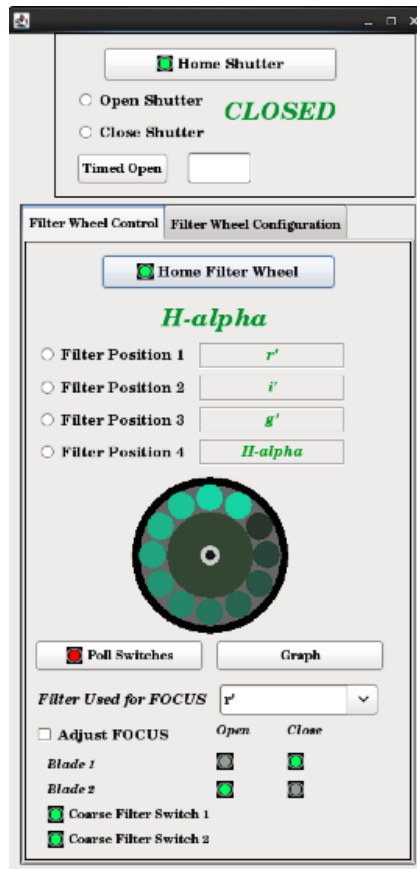 Home Shutter
Open Shutter
CLOSED
Close Shutter
Timed Open
Filter Wheel Control Filter Wheel Configuration
Home Filter Wheel
H-alpha
Filter Position 1 r'
Filter Position 2 i'
Filter Position 3 g'
Filter Position 4 H-alpha
Poll Switches Graph
Filter Used for FOCUS r'
Adjust FOCUS Open Close
Blade 1
Blade 2
Coarse Filter Switch 1
Coarse Filter Switch 2